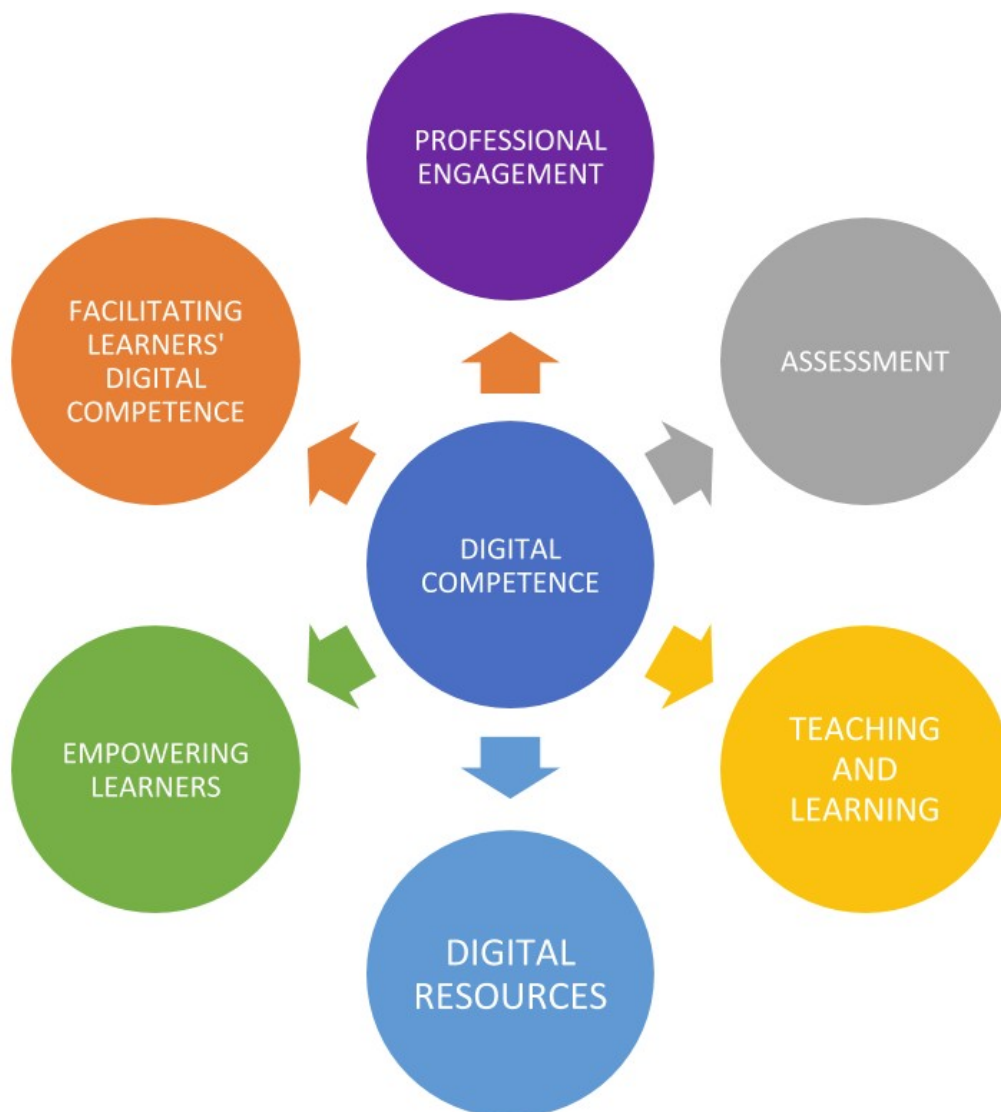 PROFESSIONAL
ENGAGEMENT
FACILITATING
LEARNERS'
DIGITAL
COMPETENCE
ASSESSMENT
DIGITAL
COMPETENCE
EMPOWERING
LEARNERS
TEACHING
AND
LEARNING
DIGITAL
RESOURCES